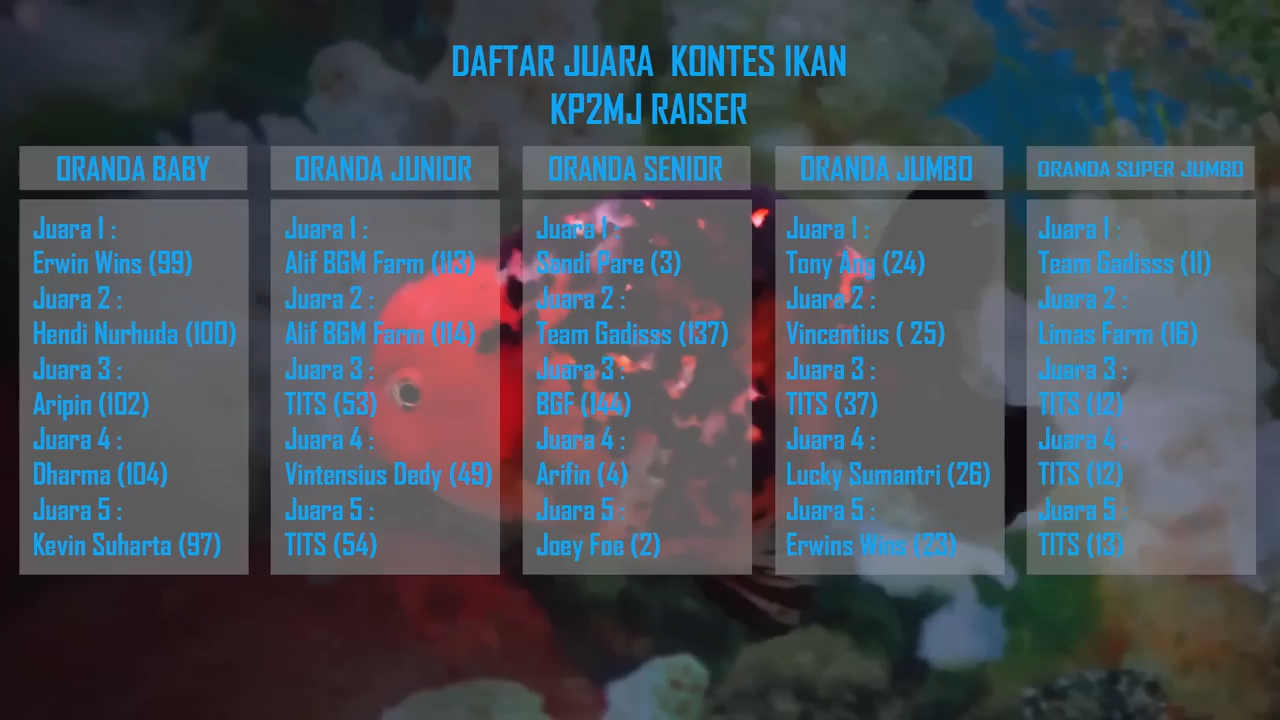 DAFTAR JUARA KONTES IKAN
KP2MJ RAISER
ORANDA BABY
Juara 1 :
Erwin Wins (99)
Juara 2 :
Hendi Nurhuda (100)
Juara 3 :
Aripin (102)
Juara 4 :
Dharma (104)
Juara 5 :
Kevin Suharta (97)
ORANDA JUNIOR
Juara 1 :
Alif BGM Farm (113)
Juara 2 :
Alif BGM Farm (114)
Juara 3 :
TITS (53)
Juara 4 :
Vintensius Dedy (49)
Juara 5 :
TITS (54)
ORANDA SENIOR
Juara 1 :
Sandi Pare (3)
Juara 2 :
Team Gadisss (137)
Juara 3 :
BGF (144)
Juara 4 :
Arifin (4)
Juara 5 :
Joey Foe (2)
ORANDA JUMBO
Juara 1 :
Tony Ang (24)
Juara 2 :
Vincentius ( 25)
Juara 3 :
TITS (37)
Juara 4 :
Lucky Sumantri (26)
Juara 5 :
Erwins Wins (23)
ORANDA SUPER JUMBO
Juara 1 :
Team Gadisss (11)
Juara 2 :
Limas Farm (16)
Juara 3 :
TITS (12)
Juara 4 :
TITS (12)
Juara 5 :
TITS (13)